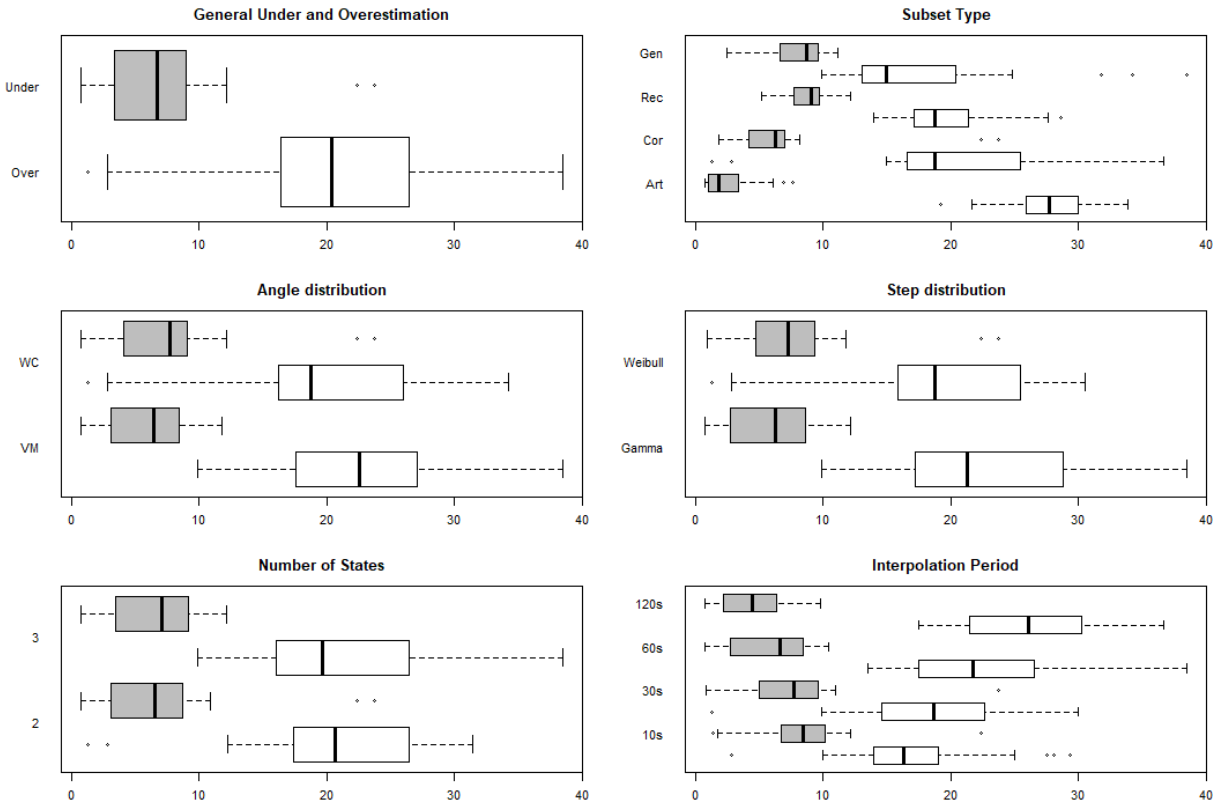 General Under and Overestimation
Under
Over
0 10 20 30 40
Subset Type
Gen
Rec
Cor
Art
0 10 20 30 40
Angle distribution
WC
VM
0 10 20 30 40
Step distribution
Weibull
Gamma
0 10 20 30 40
Number of States
3
2
0 10 20 30 40
Interpolation Period
120s
60s
30s
10s
0 10 20 30 40